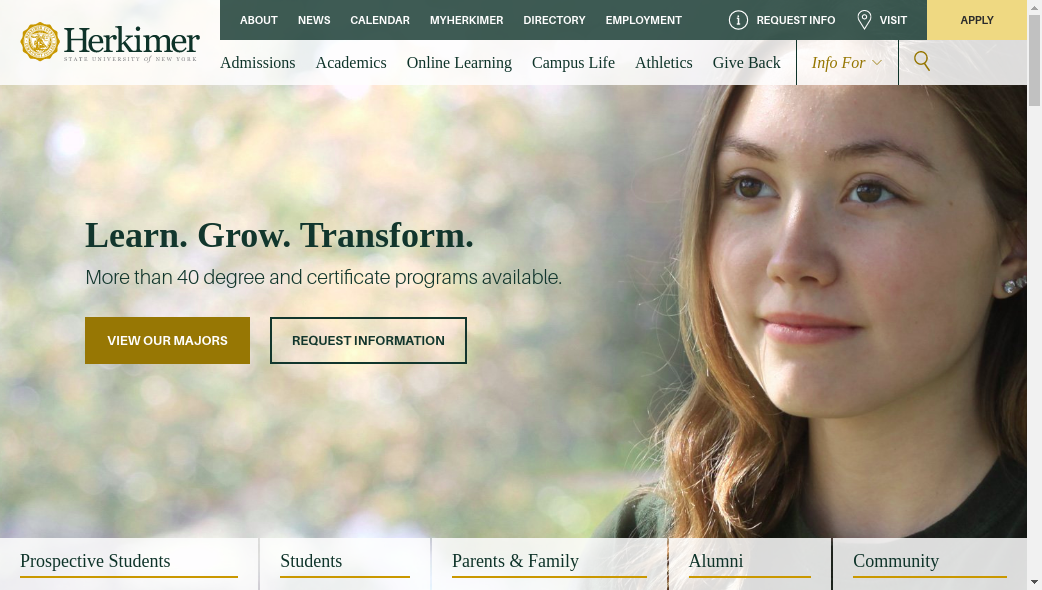 ABOUT NEWS CALENDAR MYHERKIMER DIRECTORY EMPLOYMENT REQUEST INFO VISIT APPLY
Herkimer
STATE UNIVERSITY of NEW YORK
Admissions Academics Online Learning Campus Life Athletics Give Back Info For
Learn. Grow. Transform.
More than 40 degree and certificate programs available.
VIEW OUR MAJORS REQUEST INFORMATION
Prospective Students Students Parents & Family Alumni Community